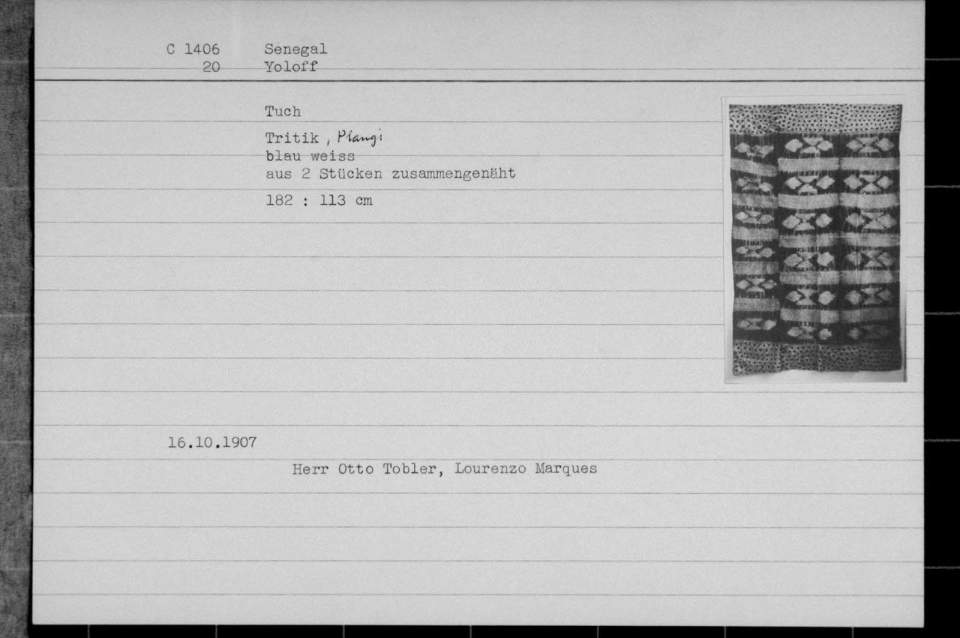 C 1406 Senegal
20 Yoloff
Tuch
Tritik, Plangi
blau weiss
aus 2 Stücken zusammengenäht
182 : 113 cm
16.10.1907
Herr Otto Tobler, Lourenzo Marques